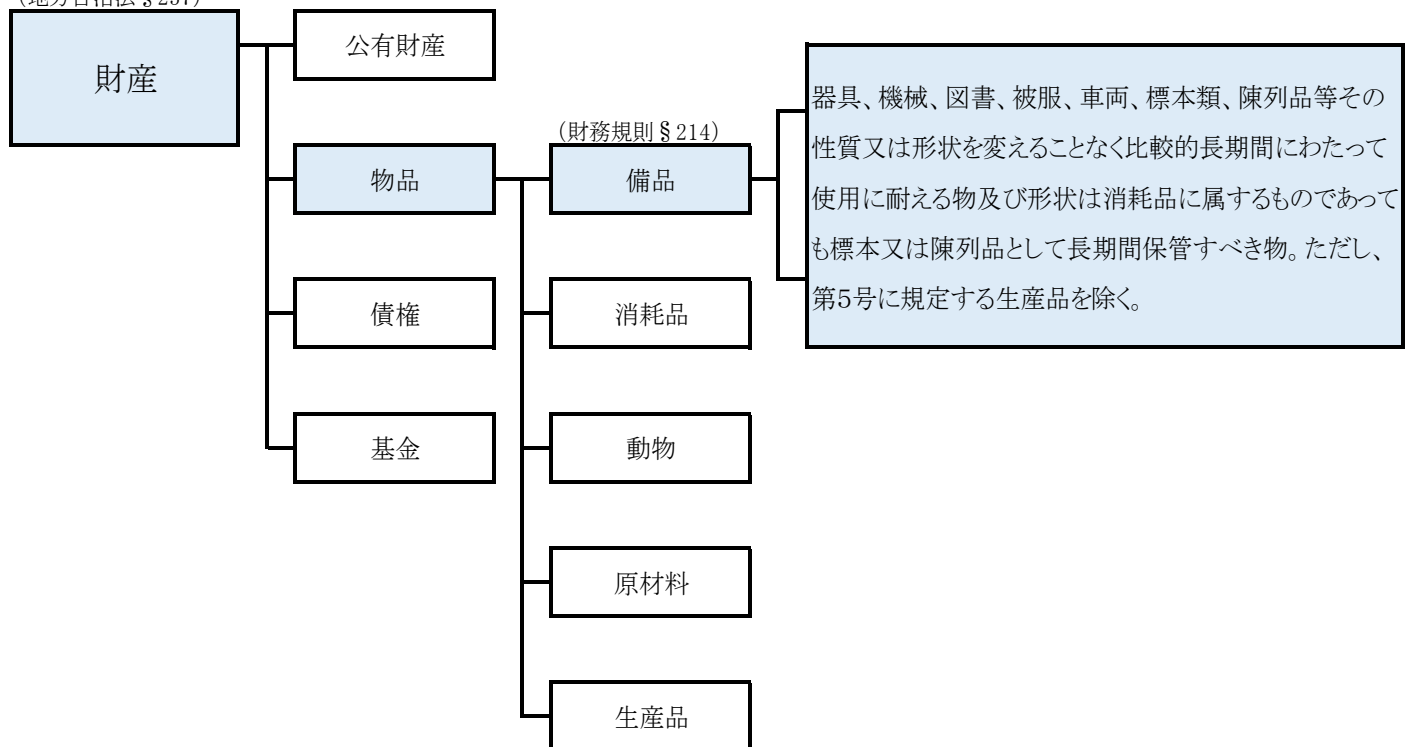 (地方自治法§237)
財産
公有財産
物品
債権
基金
(財務規則§214)
備品
消耗品
動物
原材料
生産品
器具、機械、図書、被服、車両、標本類、陳列品等その
性質又は形状を変えることなく比較的長期間にわたって
使用に耐える物及び形状は消耗品に属するものであって
も標本又は陳列品として長期間保管すべき物。ただし、
第5号に規定する生産品を除く。